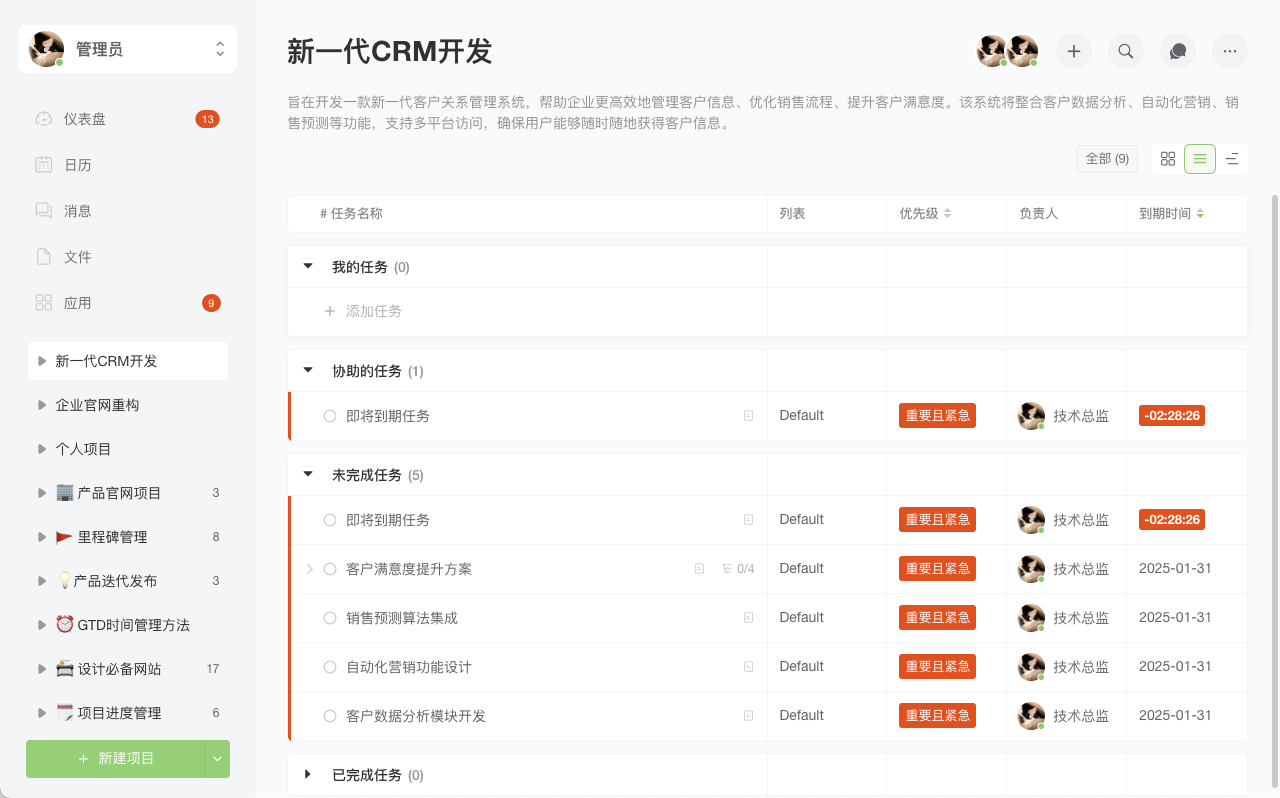 管理员
仪表盘 13
日历
消息
文件
应用 9
新一代CRM开发
企业官网重构
个人项目
产品官网项目 3
里程碑管理 8
产品迭代发布 3
GTD时间管理方法
设计必备网站 17
项目进度管理 6
新建项目
新一代CRM开发
旨在开发一款新一代客户关系管理系统，帮助企业更高效地管理客户信息、优化销售流程、提升客户满意度。该系统将整合客户数据分析、自动化营销、销
售预测等功能，支持多平台访问，确保用户能够随时随地获得客户信息。
全部 (9)
# 任务名称 列表 优先级 负责人 到期时间
我的任务 (0)
添加任务
协助的任务 (1)
即将到期任务 Default 重要且紧急 技术总监 -02:28:26
未完成任务 (5)
即将到期任务 Default 重要且紧急 技术总监 -02:28:26
客户满意度提升方案 0/4 Default 重要且紧急 技术总监 2025-01-31
销售预测算法集成 Default 重要且紧急 技术总监 2025-01-31
自动化营销功能设计 Default 重要且紧急 技术总监 2025-01-31
客户数据分析模块开发 Default 重要且紧急 技术总监 2025-01-31
已完成任务 (0)